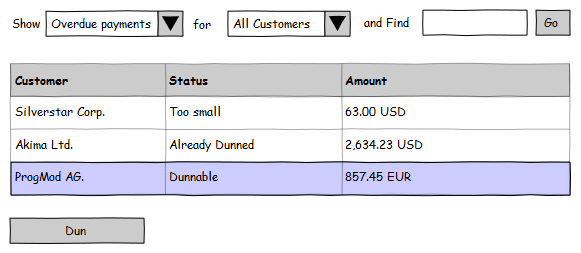 Show Overdue payments for All Customers and Find Go
Customer Status Amount
Silverstar Corp. Too small 63.00 USD
Akima Ltd. Already Dunned 2,634.23 USD
ProgMod AG. Dunnable 857.45 EUR
Dun